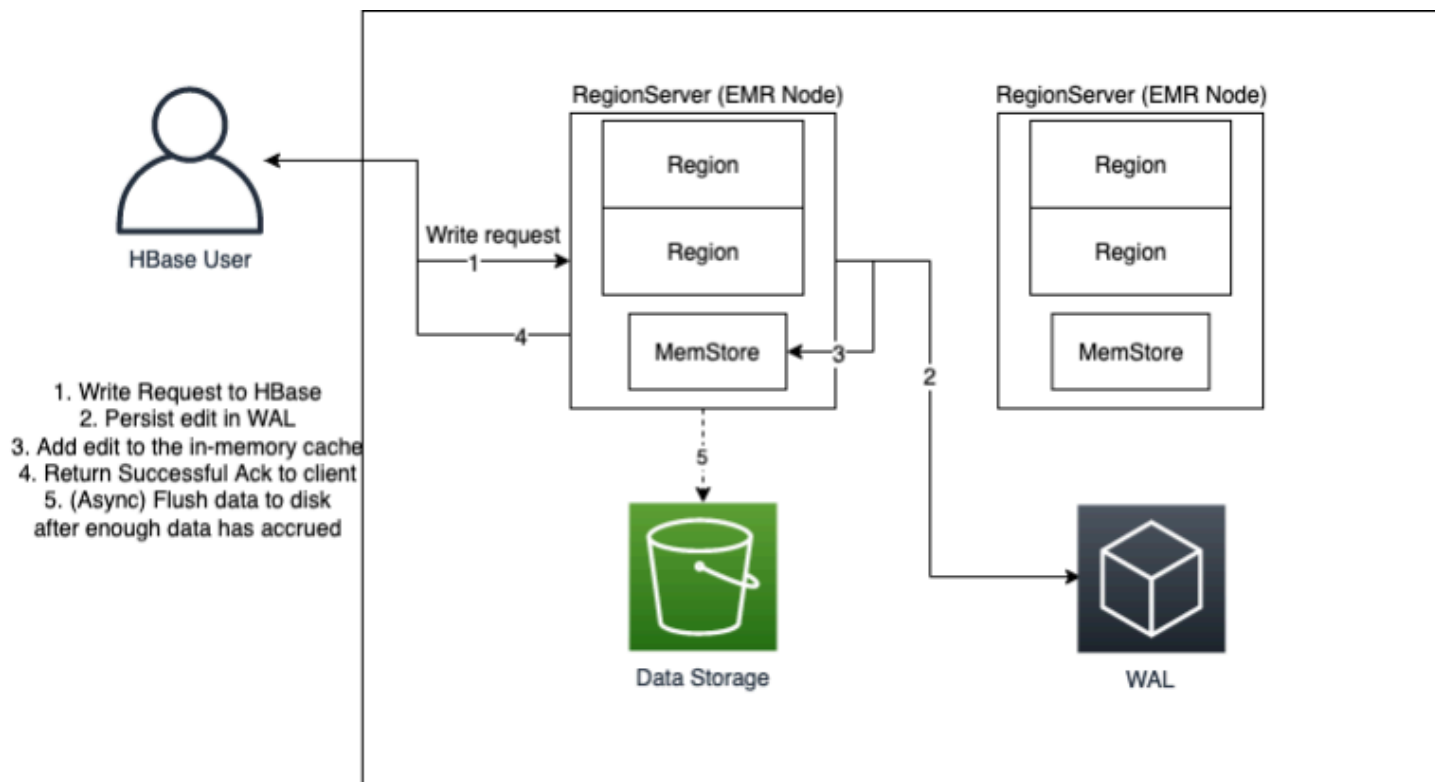 RegionServer (EMR Node)
Region
Region
MemStore
RegionServer (EMR Node)
Region
Region
MemStore
HBase User
Write request
1
4
3
2
5
1. Write Request to HBase
2. Persist edit in WAL
3. Add edit to the in-memory cache
4. Return Successful Ack to client
5. (Async) Flush data to disk
after enough data has accrued
Data Storage
WAL